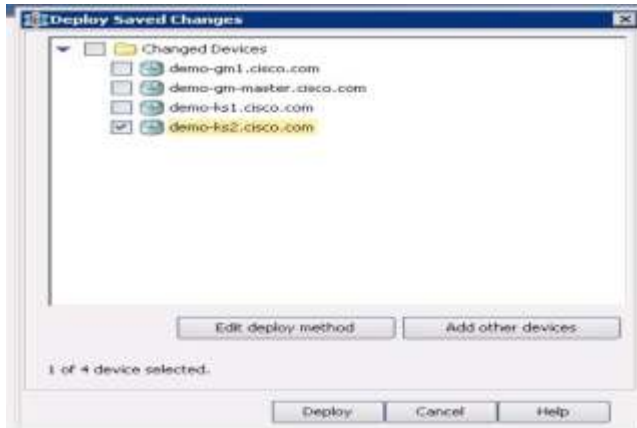 Deploy Saved Changes
Changed Devices
demo-gm1.cisco.com
demo-gm-master.cisco.com
demo-ks1.cisco.com
demo-ks2.cisco.com
Edit deploy method Add other devices
1 of 4 device selected.
Deploy Cancel Help